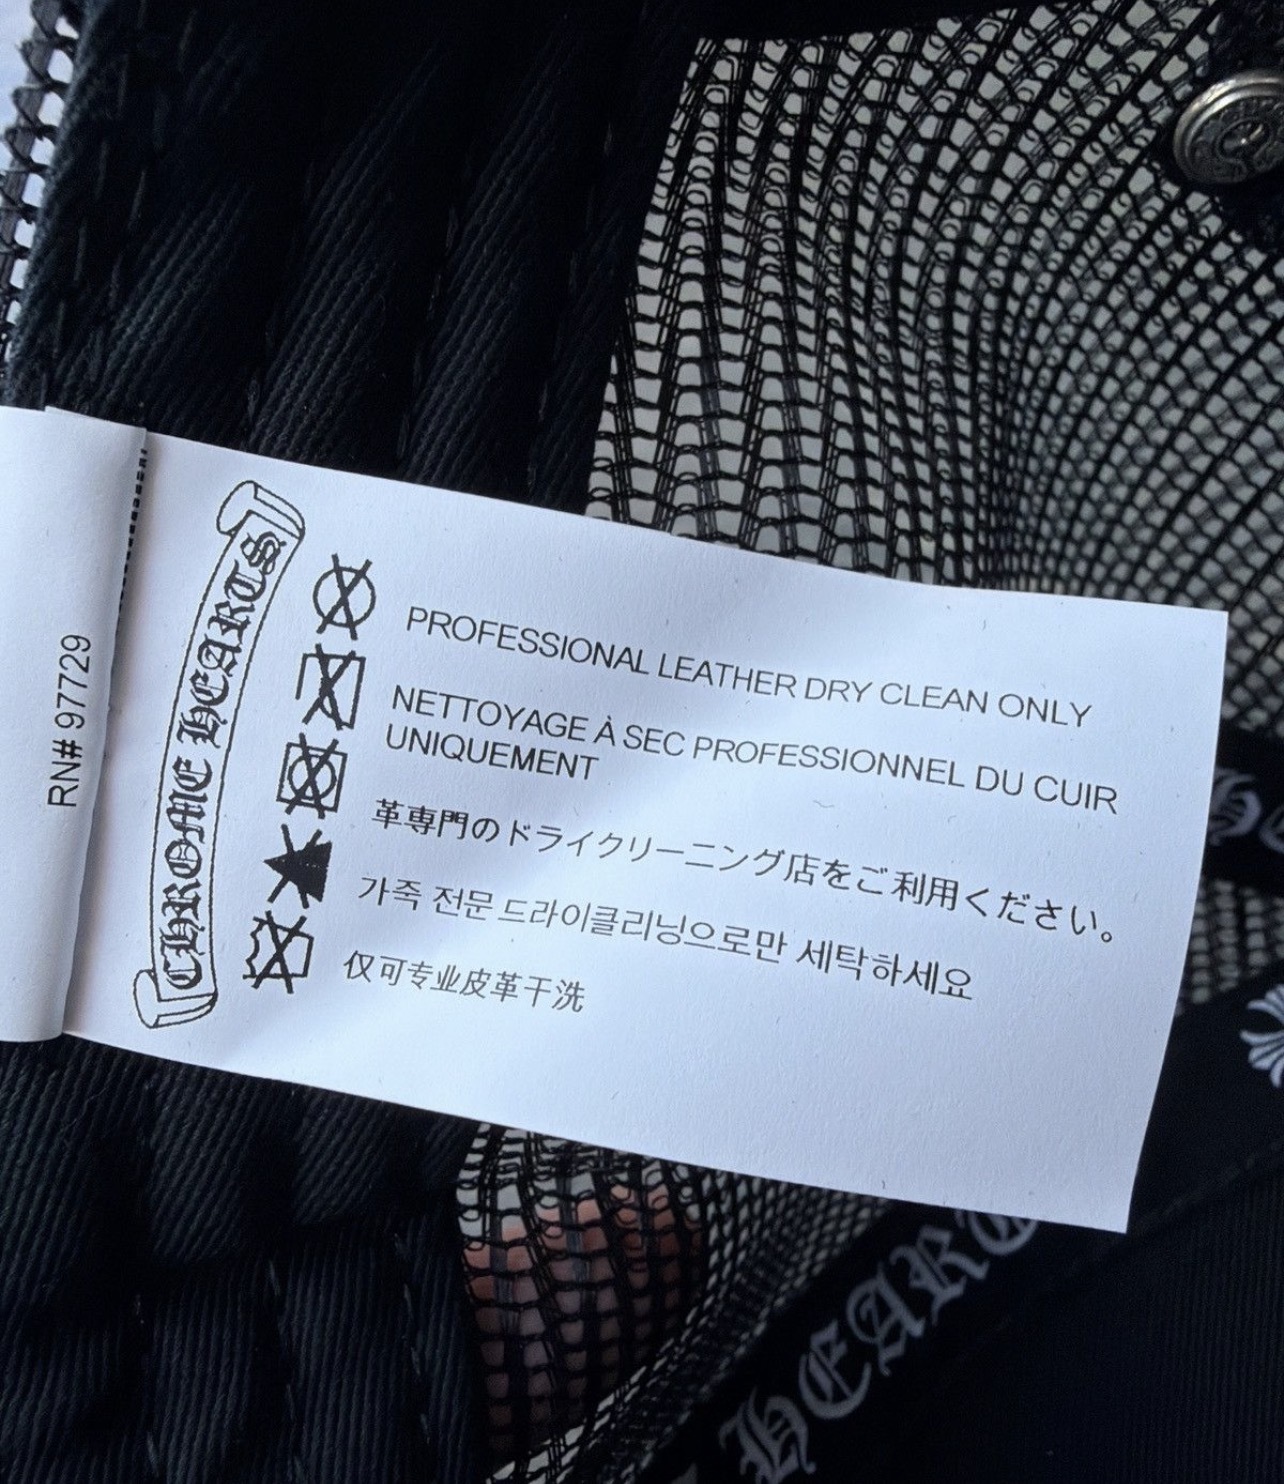 RN# 97729
CHROME HEARTS
PROFESSIONAL LEATHER DRY CLEAN ONLY
NETTOYAGE À SEC PROFESSIONNEL DU CUIR
UNIQUEMENT
革専門のドライクリーニング店をご利用ください。
가죽 전문 드라이클리닝으로만 세탁하세요
仅可专业皮革干洗
HEART